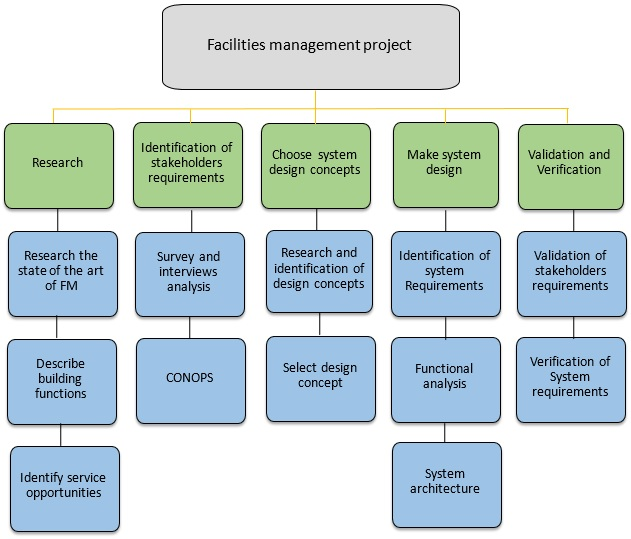 Facilities management project
Research
Identification of
stakeholders
requirements
Choose system
design concepts
Make system
design
Validation and
Verification
Research the
state of the art
of FM
Survey and
interviews
analysis
Research and
identification of
design concepts
Identification of
system
Requirements
Validation of
stakeholders
requirements
Describe
building
functions
CONOPS
Select design
concept
Functional
analysis
Verification of
System
requirements
Identify service
opportunities
System
architecture